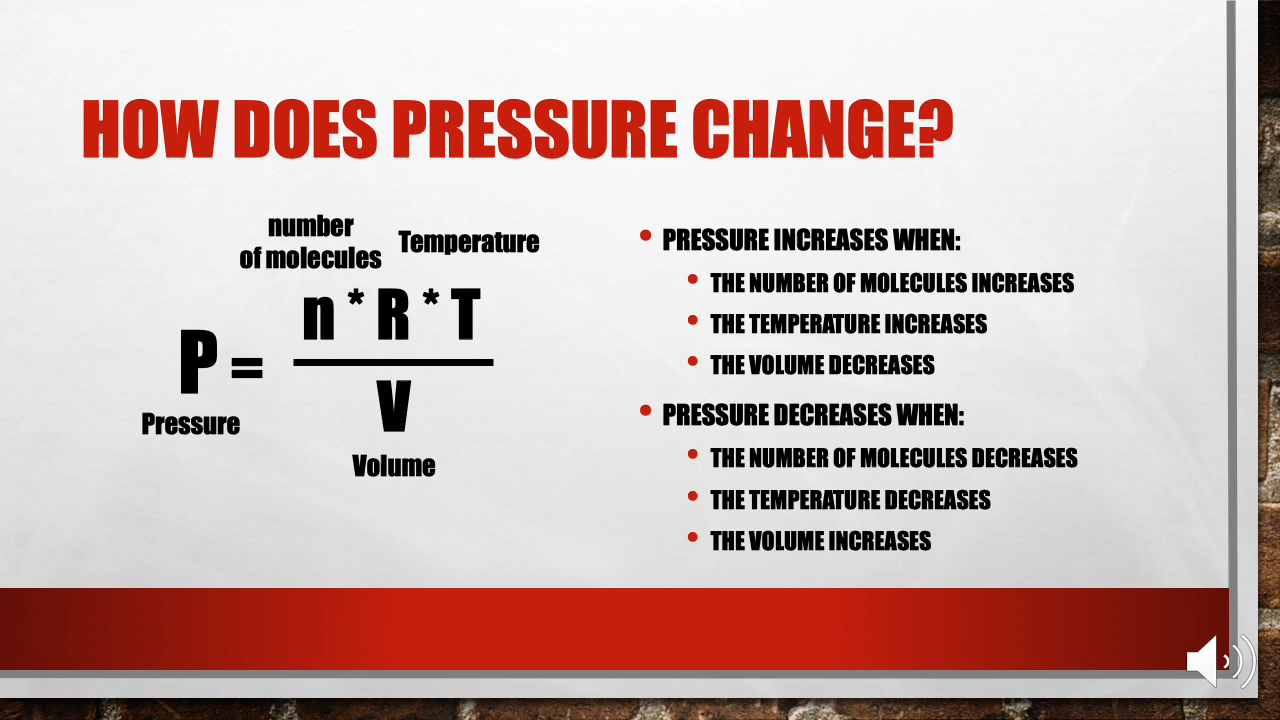 HOW DOES PRESSURE CHANGE?
number
of molecules
Temperature
n * R * T
P =
V
Pressure
Volume
• PRESSURE INCREASES WHEN:
• THE NUMBER OF MOLECULES INCREASES
• THE TEMPERATURE INCREASES
• THE VOLUME DECREASES
• PRESSURE DECREASES WHEN:
• THE NUMBER OF MOLECULES DECREASES
• THE TEMPERATURE DECREASES
• THE VOLUME INCREASES